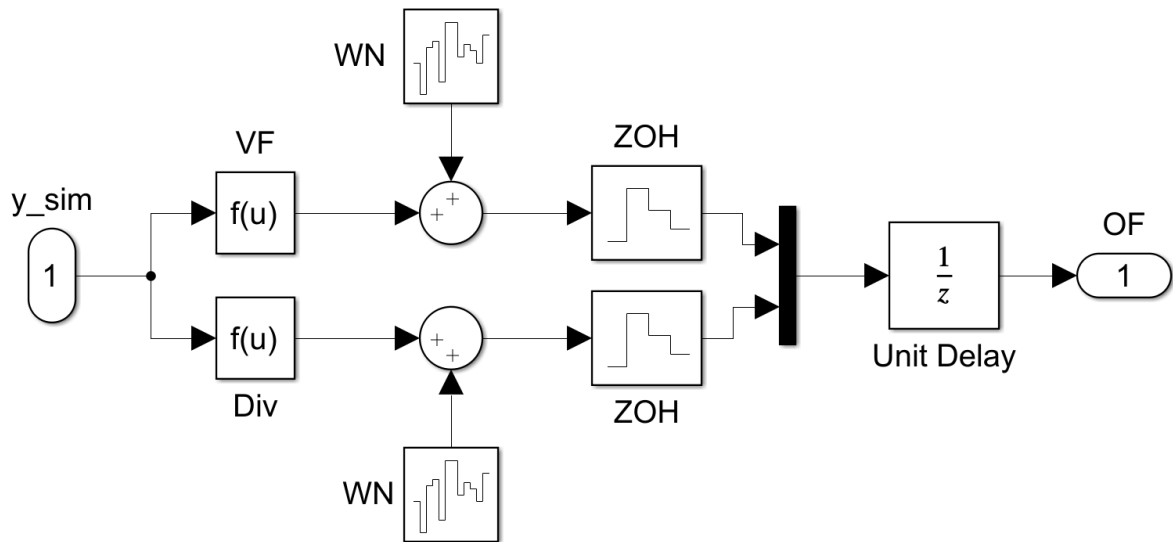 WN
VF
ZOH
y_sim
f(u)
+
+
OF
1
1
z
1
f(u)
+
+
Unit Delay
Div
ZOH
WN